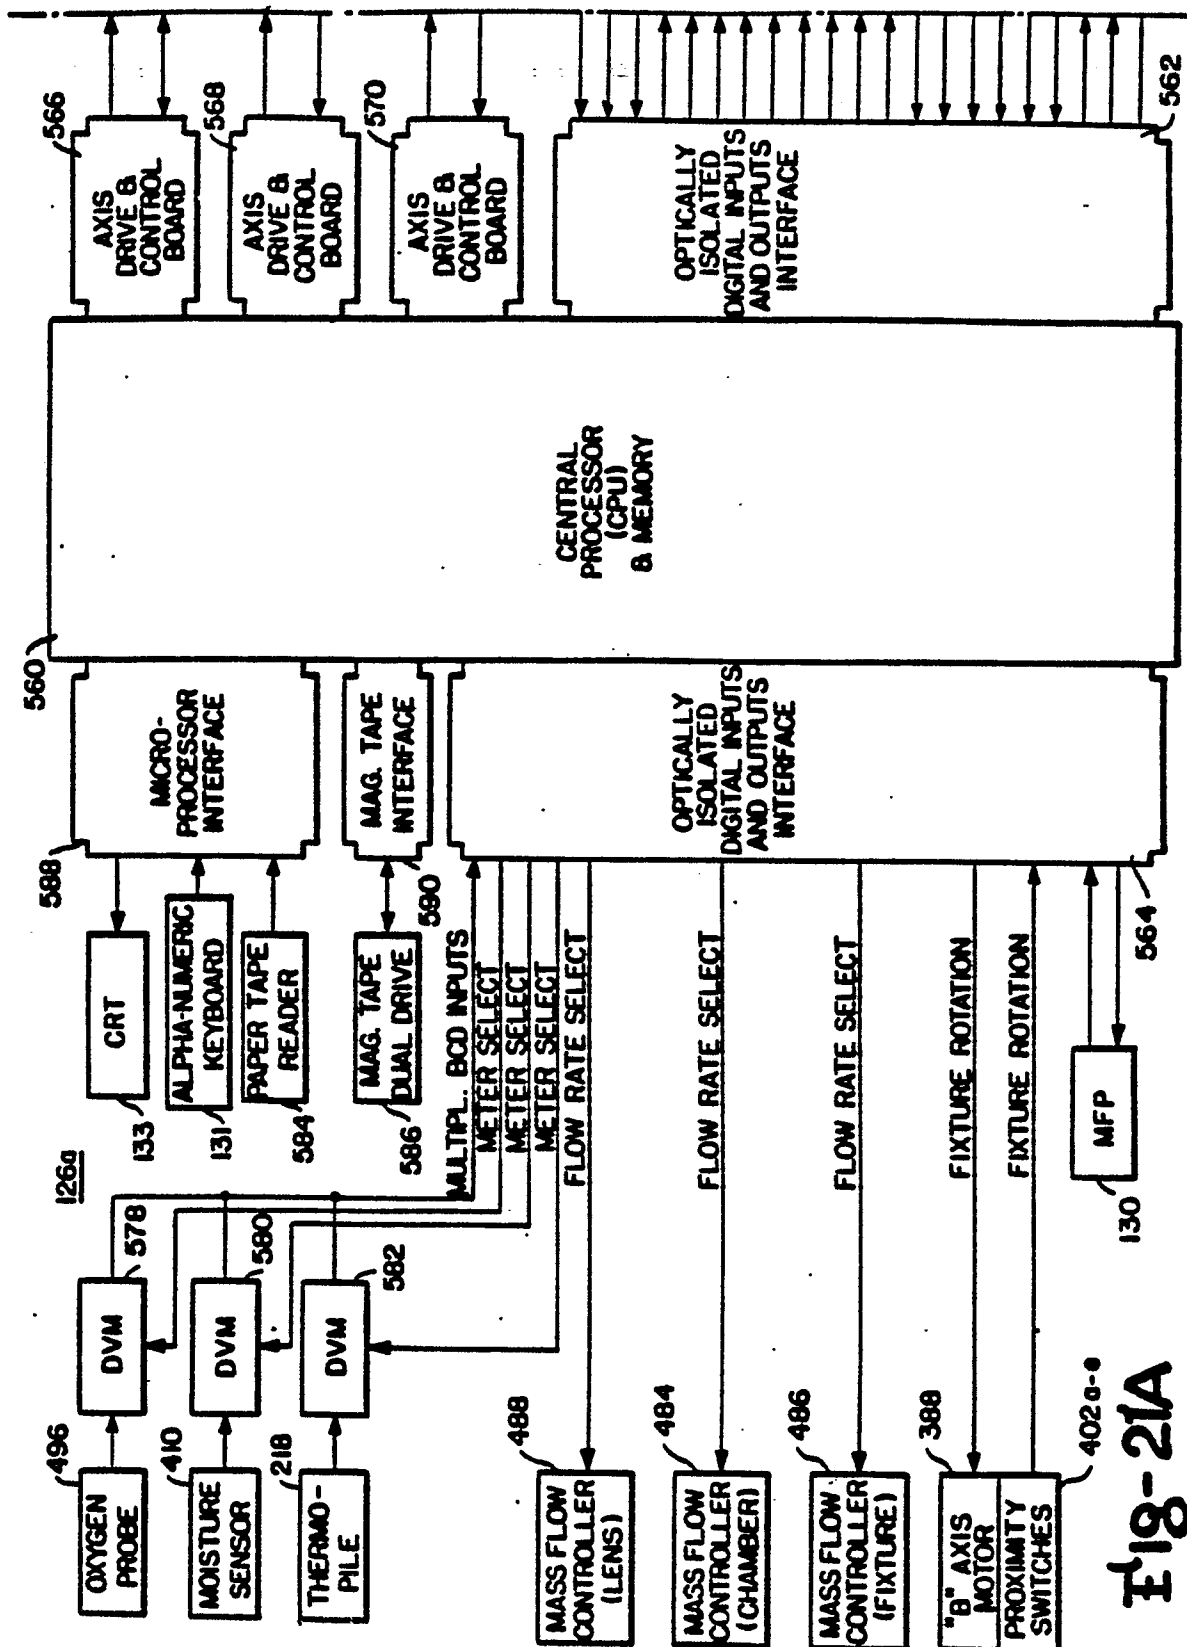 126a
496
OXYGEN
PROBE
DVM
578
410
MOISTURE
SENSOR
DVM
580
218
THERMO-
PILE
DVM
582
CRT
133
ALPHA-NUMERIC
KEYBOARD
131
PAPER TAPE
READER
584
MAG. TAPE
DUAL DRIVE
586
588
MICRO-
PROCESSOR
INTERFACE
MAG. TAPE
INTERFACE
590
MULTIPL. BCD INPUTS
METER SELECT
METER SELECT
METER SELECT
FLOW RATE SELECT
FLOW RATE SELECT
FLOW RATE SELECT
FIXTURE ROTATION
FIXTURE ROTATION
488
MASS FLOW
CONTROLLER
(LENS)
484
MASS FLOW
CONTROLLER
(CHAMBER)
486
MASS FLOW
CONTROLLER
(FIXTURE)
388
"B" AXIS
MOTOR
PROXIMITY
SWITCHES
402a-e
MFP
130
OPTICALLY
ISOLATED
DIGITAL INPUTS
AND OUTPUTS
INTERFACE
564
560
CENTRAL
PROCESSOR
(CPU)
& MEMORY
566
AXIS
DRIVE &
CONTROL
BOARD
568
AXIS
DRIVE &
CONTROL
BOARD
570
AXIS
DRIVE &
CONTROL
BOARD
OPTICALLY
ISOLATED
DIGITAL INPUTS
AND OUTPUTS
INTERFACE
562
Fig-21A